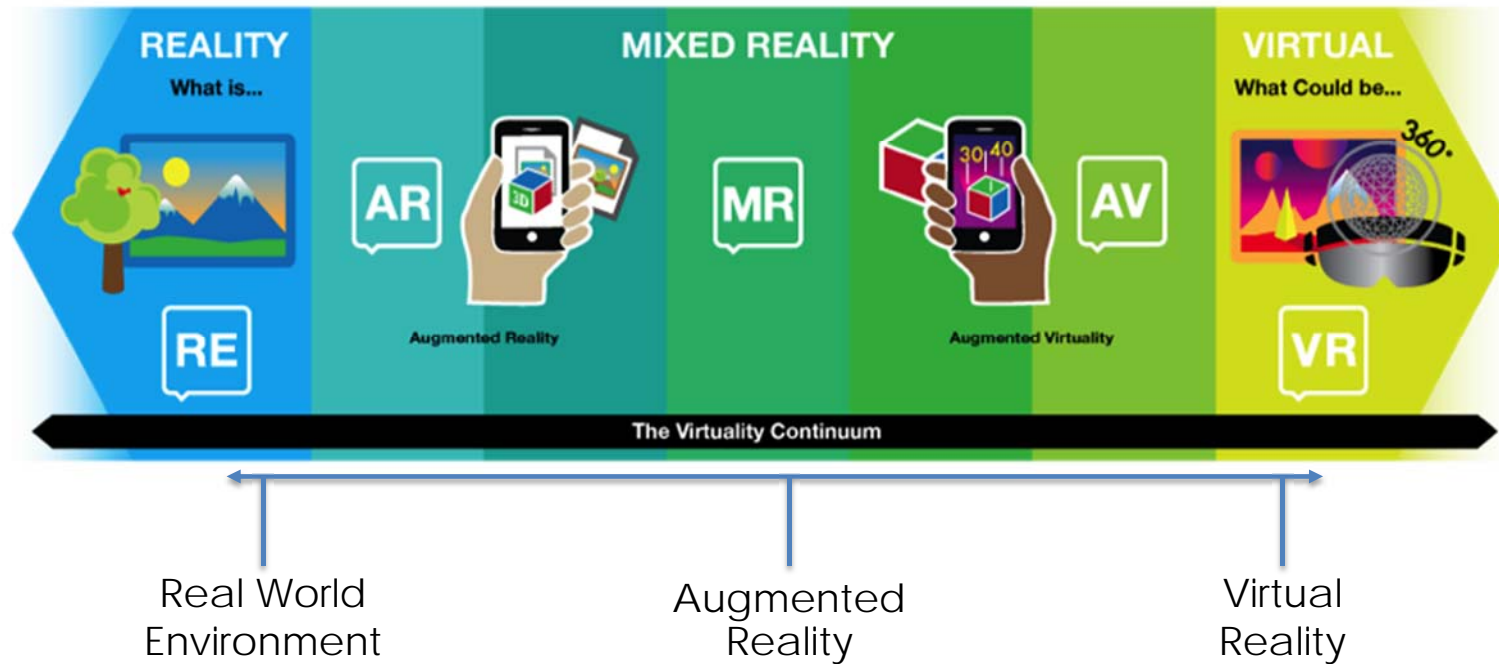 REALITY
What is...
MIXED REALITY
VIRTUAL
What Could be...
360°
AR
3D
MR
30 40
AV
Augmented Reality
Augmented Virtuality
RE
VR
The Virtuality Continuum
Real World
Environment
Augmented
Reality
Virtual
Reality